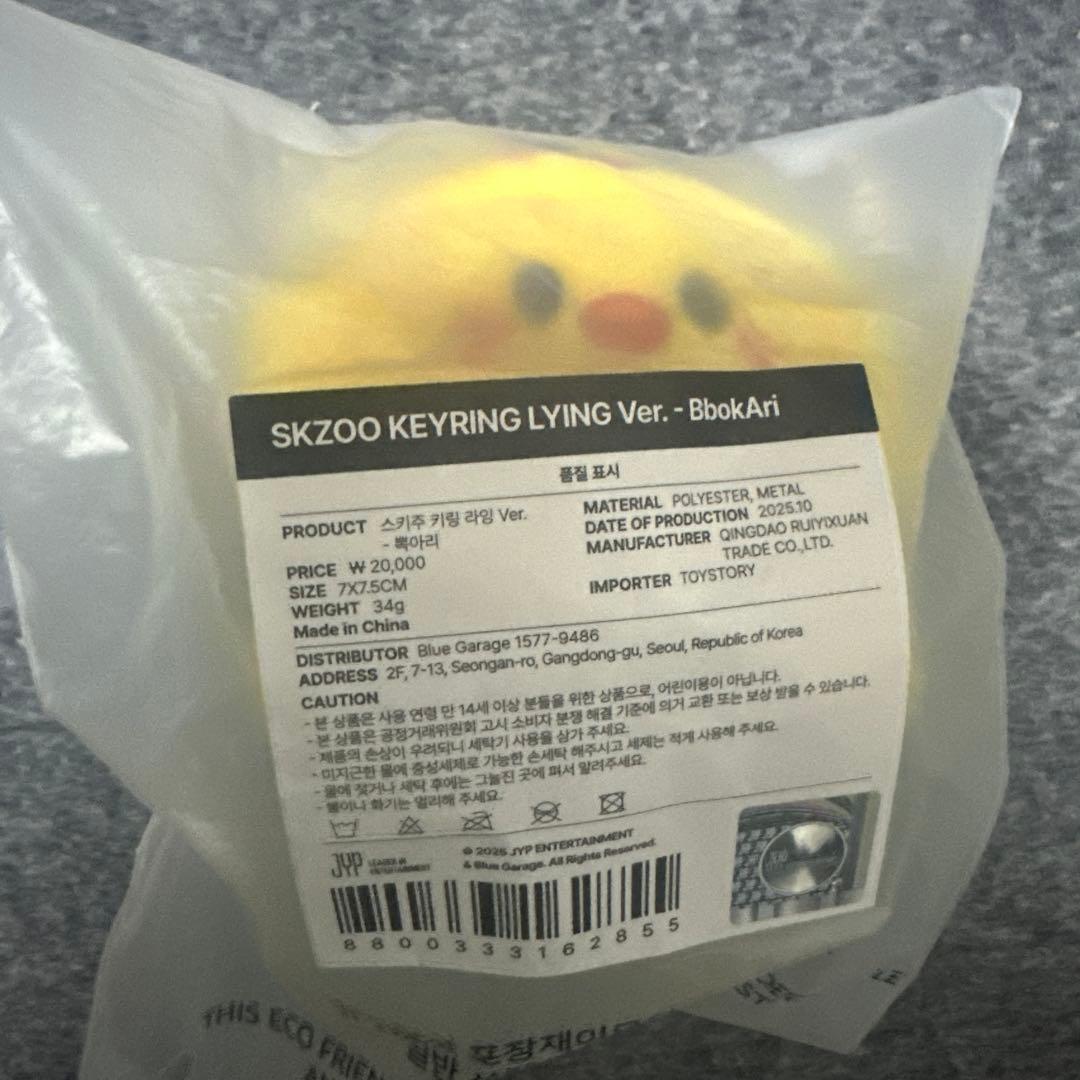 SKZOO KEYRING LYING Ver. - BbokAri
품질 표시
PRODUCT 스키주 키링 라잉 Ver.
- 뽁아리
PRICE ₩ 20,000
SIZE 7X7.5CM
WEIGHT 34g
Made in China
MATERIAL POLYESTER, METAL
DATE OF PRODUCTION 2025.10
MANUFACTURER QINGDAO RUIYIXUAN
TRADE CO.,LTD.
IMPORTER TOYSTORY
DISTRIBUTOR Blue Garage 1577-9486
ADDRESS 2F, 7-13, Seongan-ro, Gangdong-gu, Seoul, Republic of Korea
CAUTION
- 본 상품은 사용 연령 만 14세 이상 분들을 위한 상품으로, 어린이용이 아닙니다.
- 본 상품은 공정거래위원회 고시 소비자 분쟁 해결 기준에 의거 교환 또는 보상 받을 수 있습니다.
- 제품의 손상이 우려되니 세탁기 사용을 삼가 주세요.
- 미지근한 물에 중성세제로 가능한 손세탁 해주시고 세제는 적게 사용해 주세요.
- 물에 젖거나 세탁 후에는 그늘진 곳에 펴서 말려주세요.
- 불이나 화기는 멀리해 주세요.
JYP LEADER IN
ENTERTAINMENT
© 2025 JYP ENTERTAINMENT
& Blue Garage. All Rights Reserved.
8800333162855
THIS ECO FRIEN
일반 포장재